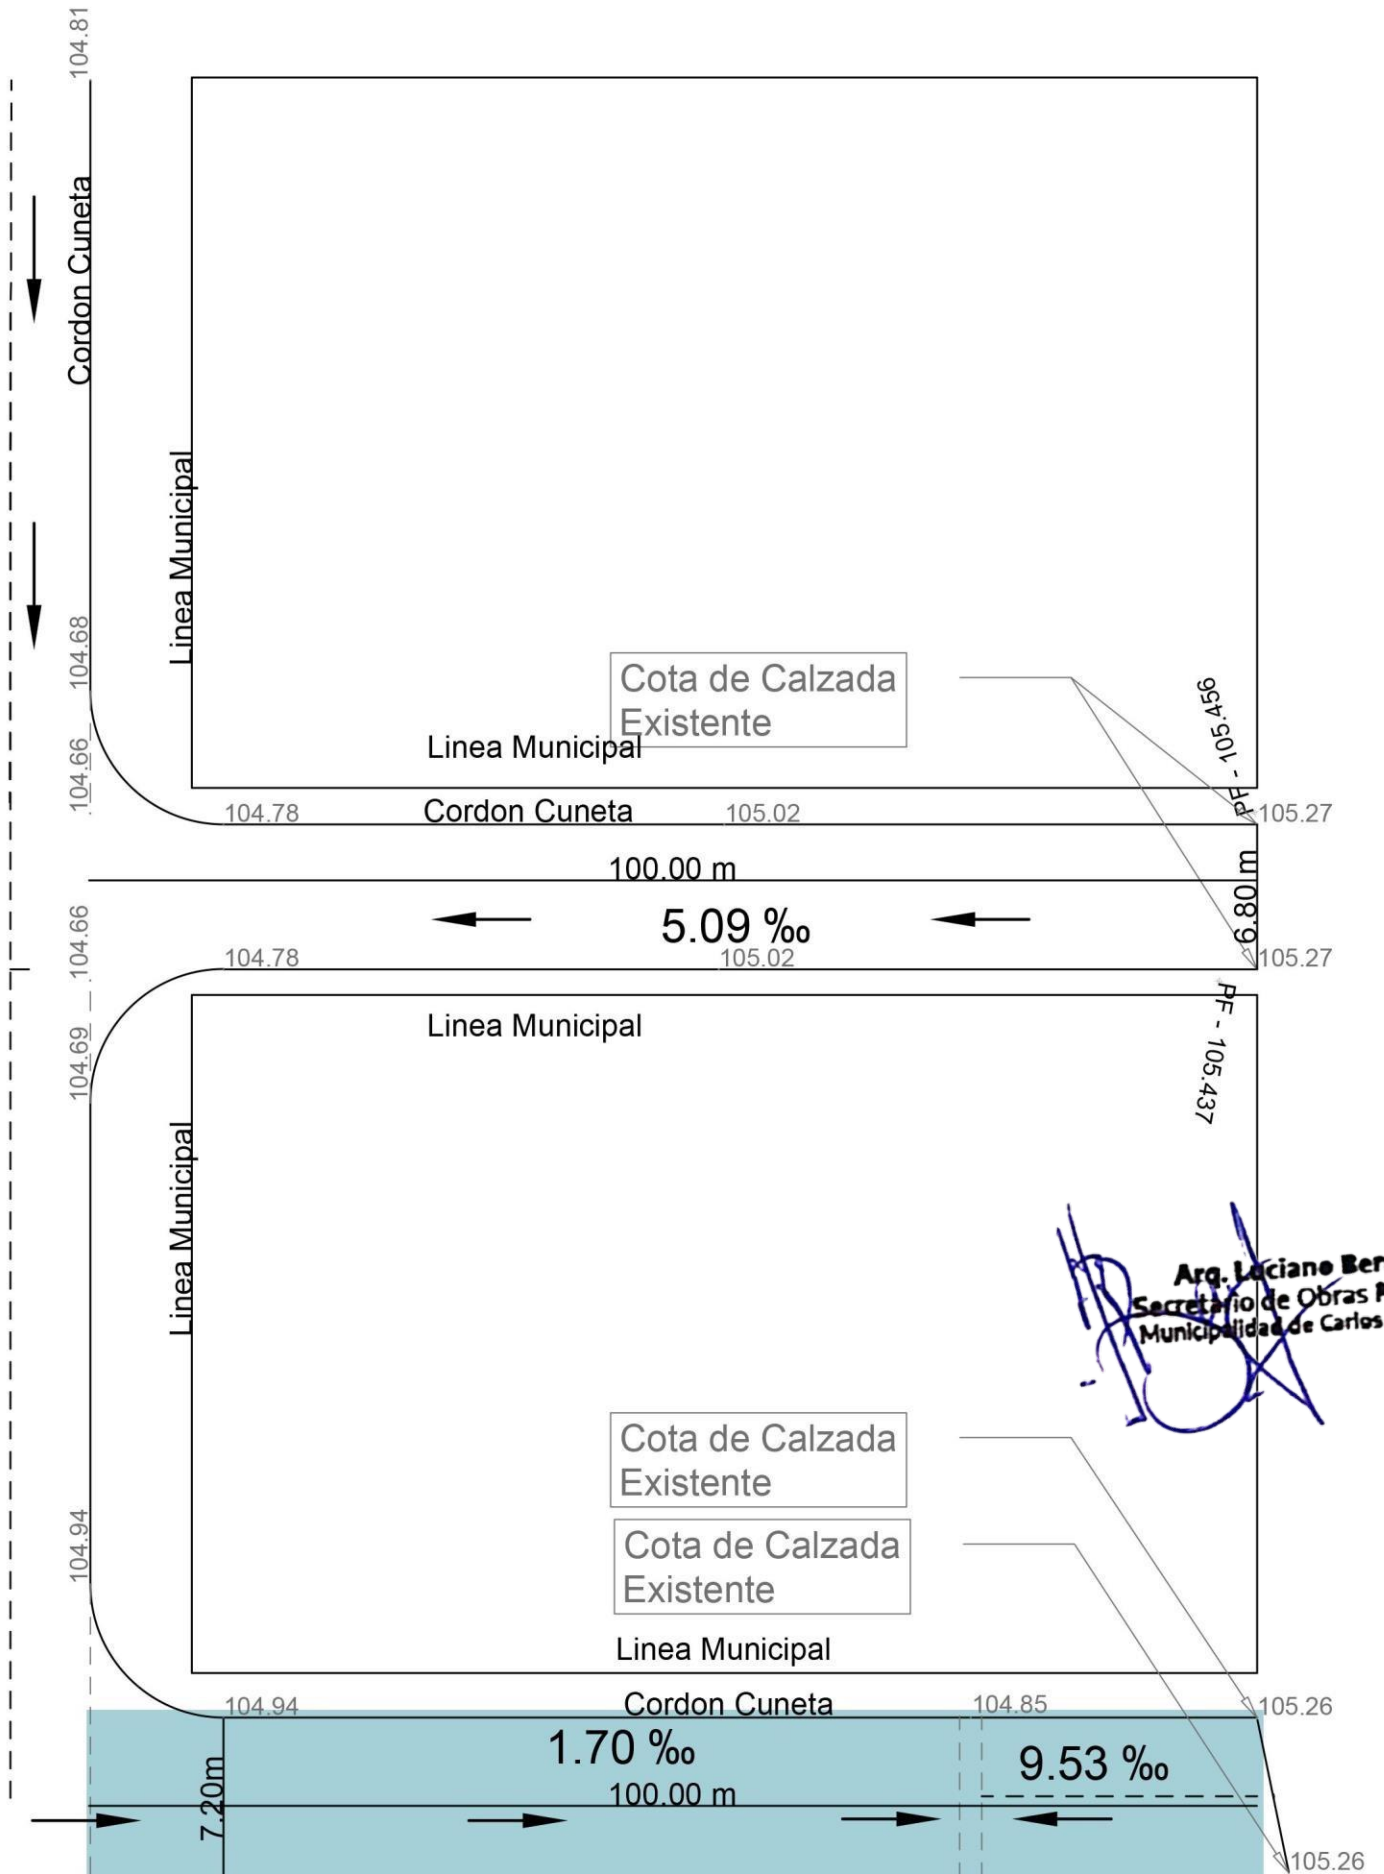 104.81
Cordon Cuneta
Linea Municipal
104.68
Cota de Calzada
Existente
PF - 105.456
Linea Municipal
104.66
104.78
Cordon Cuneta
105.02
105.27
100.00 m
9.80 m
5.09 ‰
104.66
104.78
105.02
105.27
Linea Municipal
PF - 105.437
104.69
Linea Municipal
Arq. Luciano Ber
Secretario de Obras P
Municipalidad de Carlos
Cota de Calzada
Existente
104.94
Cota de Calzada
Existente
Linea Municipal
104.94
Cordon Cuneta
104.85
105.26
1.70 ‰
9.53 ‰
7.20m
100.00 m
105.26